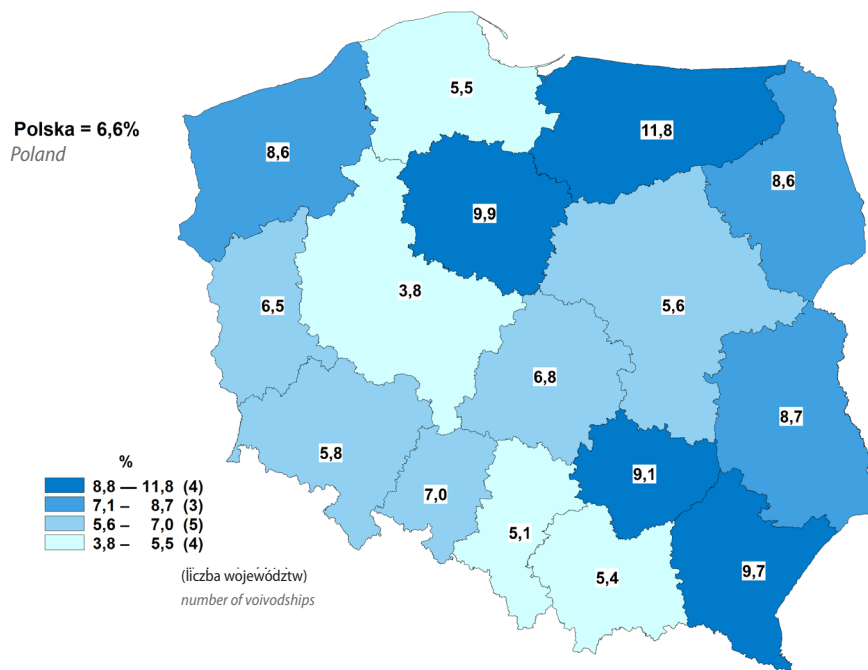 5,5
Polska = 6,6%
Poland
11,8
8,6
8,6
9,9
3,8
6,5
5,6
6,8
8,7
5,8
%
8,8 — 11,8 (4)
7,1 – 8,7 (3)
5,6 – 7,0 (5)
3,8 – 5,5 (4)
9,1
7,0
5,1
5,4
9,7
(liczba województw)
number of voivodships